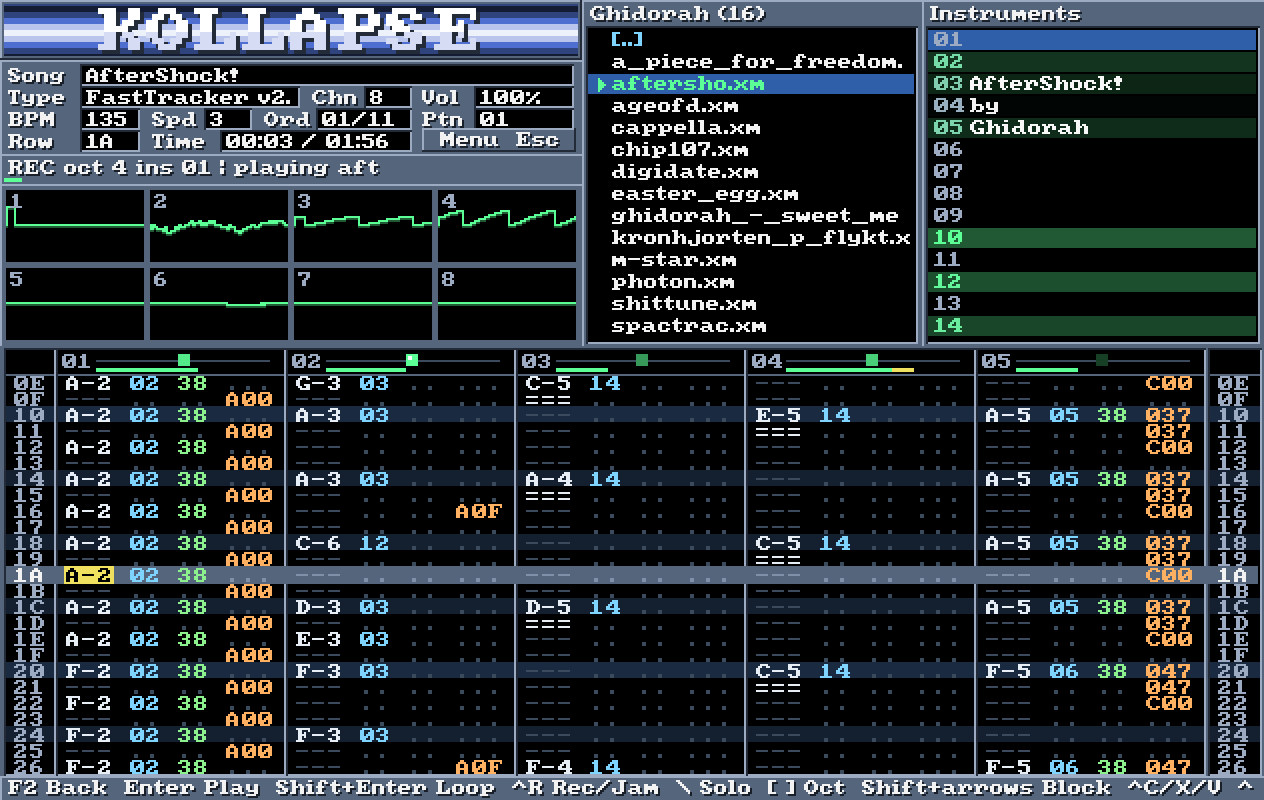 KOLLAPSE
Song AfterShock!
Type FastTracker v2. Chn 8 Vol 100%
BPM 135 Spd 3 Ord 01/11 Ptn 01
Row 1A Time 00:03 / 01:56 Menu Esc
REC oct 4 ins 01 | playing aft
1 2 3 4
5 6 7 8
Ghidorah (16)
[..]
a_piece_for_freedom.
aftersho.xm
ageofd.xm
cappella.xm
chip107.xm
digidate.xm
easter_egg.xm
ghidorah_-_sweet_me
kronhjorten_p_flykt.x
m-star.xm
photon.xm
shittune.xm
spactrac.xm
Instruments
01
02
03 AfterShock!
04 by
05 Ghidorah
06
07
08
09
10
11
12
13
14
01 02 03 04 05
0E A-2 02 38 ... G-3 03 .. ... C-5 14 .. ... --- .. .. ... --- .. .. C00 0E
0F --- .. .. A00 --- .. .. ... === .. .. ... --- .. .. ... --- .. .. ... 0F
10 A-2 02 38 ... A-3 03 .. ... --- .. .. ... E-5 14 .. ... A-5 05 38 037 10
11 --- .. .. A00 --- .. .. ... --- .. .. ... === .. .. ... --- .. .. 037 11
12 A-2 02 38 ... --- .. .. ... --- .. .. ... --- .. .. ... --- .. .. C00 12
13 --- .. .. A00 --- .. .. ... --- .. .. ... --- .. .. ... --- .. .. ... 13
14 A-2 02 38 ... A-3 03 .. ... A-4 14 .. ... --- .. .. ... A-5 05 38 037 14
15 --- .. .. A00 --- .. .. ... === .. .. ... --- .. .. ... --- .. .. 037 15
16 A-2 02 38 ... --- .. .. A0F --- .. .. ... --- .. .. ... --- .. .. C00 16
17 --- .. .. A00 --- .. .. ... --- .. .. ... --- .. .. ... --- .. .. ... 17
18 A-2 02 38 ... C-6 12 .. ... --- .. .. ... C-5 14 .. ... A-5 05 38 037 18
19 --- .. .. A00 --- .. .. ... --- .. .. ... === .. .. ... --- .. .. 037 19
1A A-2 02 38 ... --- .. .. ... --- .. .. ... --- .. .. ... --- .. .. C00 1A
1B --- .. .. A00 --- .. .. ... --- .. .. ... --- .. .. ... --- .. .. ... 1B
1C A-2 02 38 ... D-3 03 .. ... D-5 14 .. ... --- .. .. ... A-5 05 38 037 1C
1D --- .. .. A00 --- .. .. ... === .. .. ... --- .. .. ... --- .. .. 037 1D
1E A-2 02 38 ... E-3 03 .. ... --- .. .. ... --- .. .. ... --- .. .. C00 1E
1F --- .. .. A00 --- .. .. ... --- .. .. ... --- .. .. ... --- .. .. ... 1F
20 F-2 02 38 ... F-3 03 .. ... --- .. .. ... C-5 14 .. ... F-5 06 38 047 20
21 --- .. .. A00 --- .. .. ... --- .. .. ... === .. .. ... --- .. .. 047 21
22 F-2 02 38 ... --- .. .. ... --- .. .. ... --- .. .. ... --- .. .. C00 22
23 --- .. .. A00 --- .. .. ... --- .. .. ... --- .. .. ... --- .. .. ... 23
24 F-2 02 38 ... F-3 03 .. ... --- .. .. ... --- .. .. ... --- .. .. ... 24
25 --- .. .. A00 --- .. .. ... --- .. .. ... --- .. .. ... --- .. .. ... 25
26 F-2 02 38 ... --- .. .. A0F F-4 14 .. ... --- .. .. ... F-5 06 38 047 26
F2 Back Enter Play Shift+Enter Loop ^R Rec/Jam \ Solo [ ] Oct Shift+arrows Block ^C/X/V ^